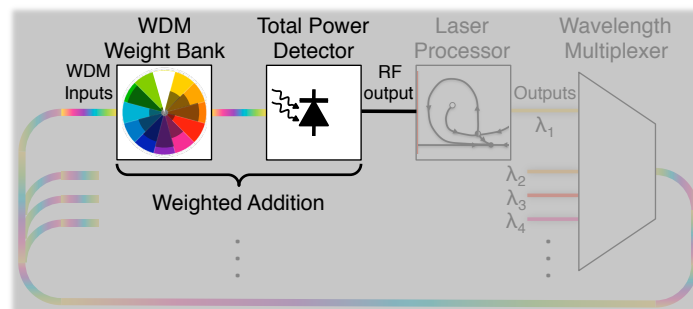 WDM
Weight Bank
Total Power
Detector
Laser
Processor
Wavelength
Multiplexer
WDM
Inputs
RF
output
Outputs
λ1
λ2
λ3
λ4
Weighted Addition